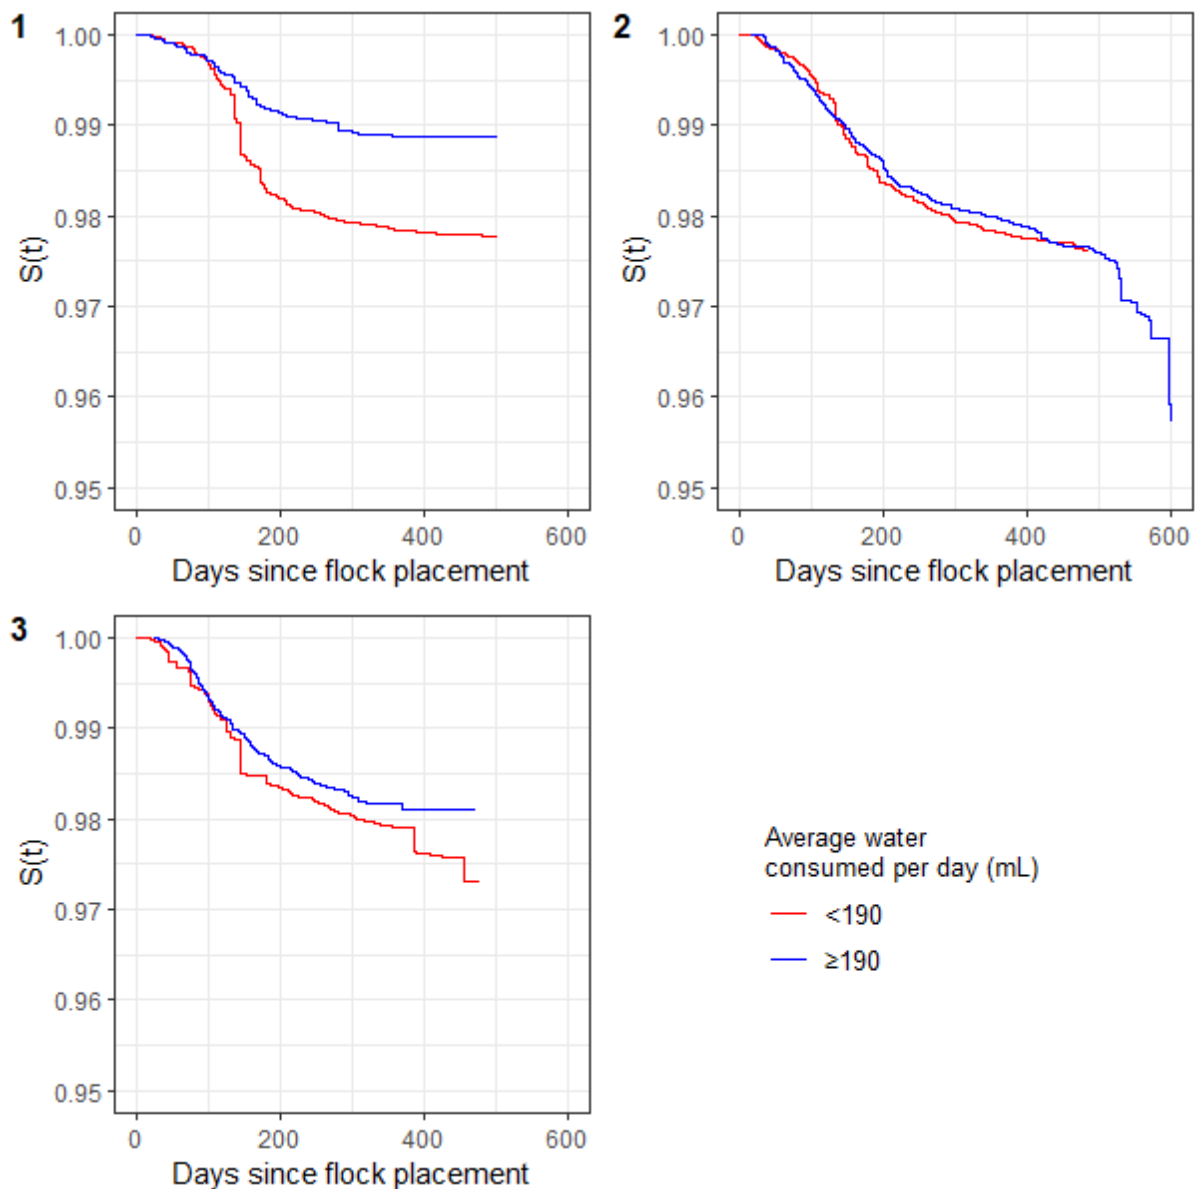 1
1.00
0.99
0.98
0.97
0.96
0.95
S(t)
0 200 400 600
Days since flock placement
2
1.00
0.99
0.98
0.97
0.96
0.95
S(t)
0 200 400 600
Days since flock placement
3
1.00
0.99
0.98
0.97
0.96
0.95
S(t)
0 200 400 600
Days since flock placement
Average water
consumed per day (mL)
<190
≥190